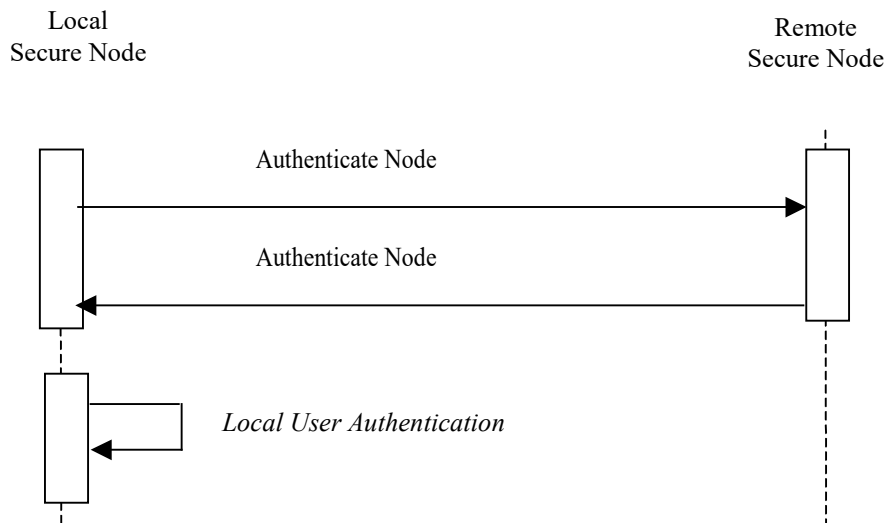 Local
Secure Node
Remote
Secure Node
Authenticate Node
Authenticate Node
Local User Authentication